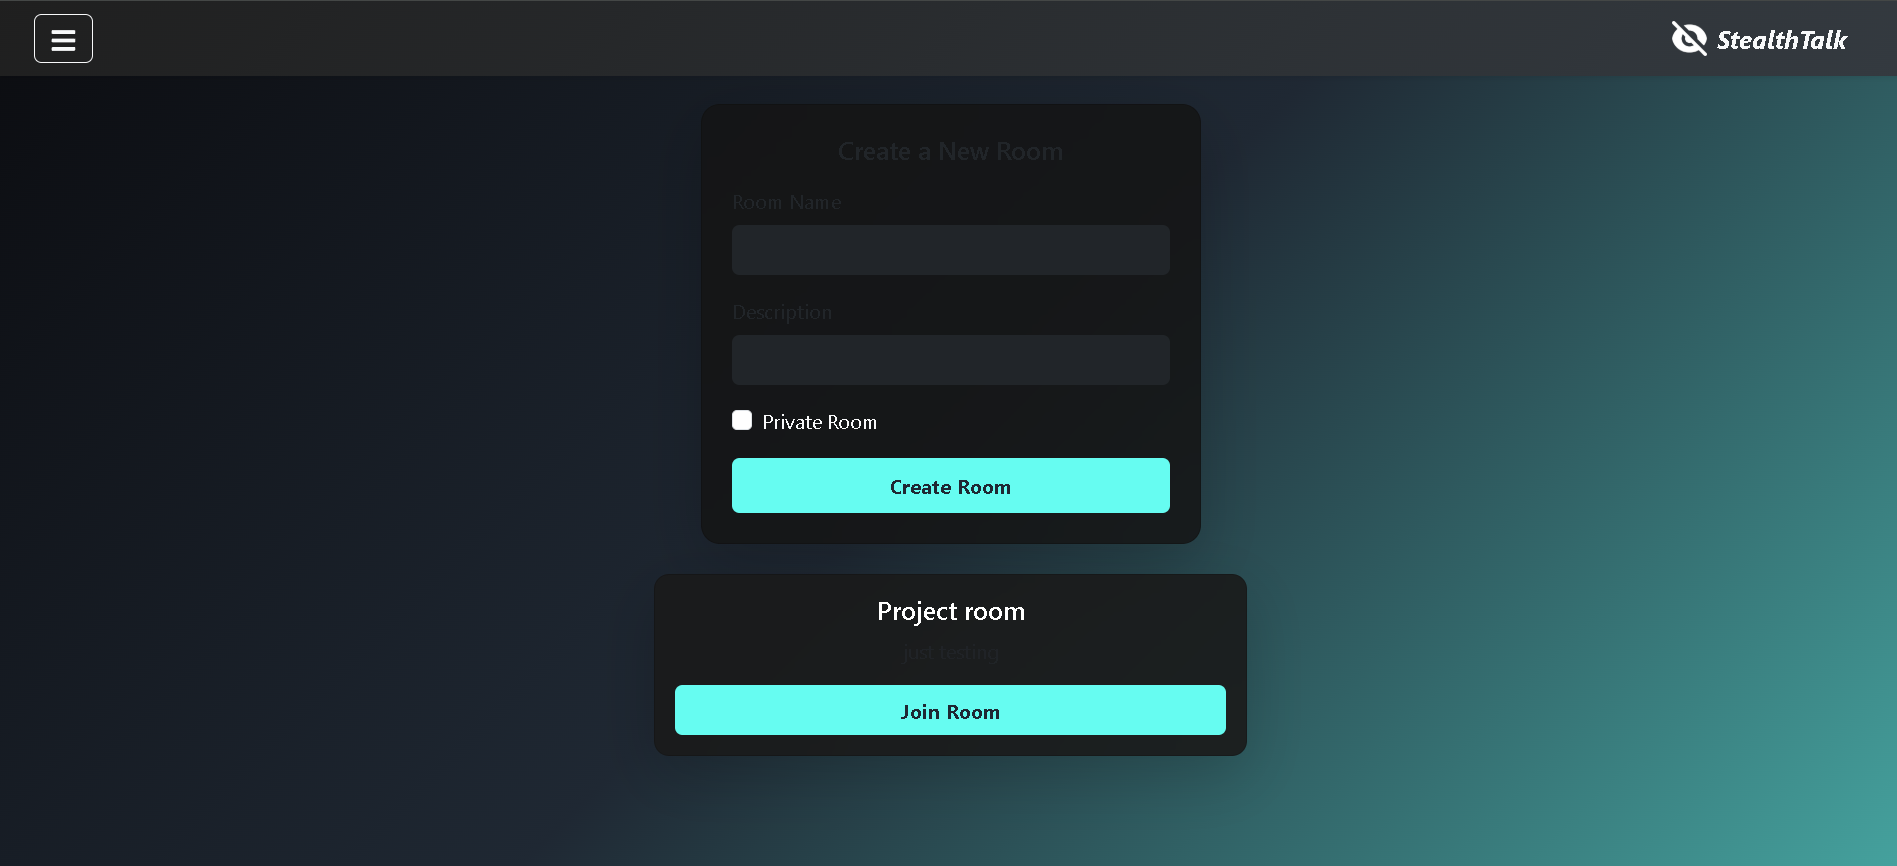 StealthTalk
Create a New Room
Room Name
Description
Private Room
Create Room
Project room
just testing
Join Room